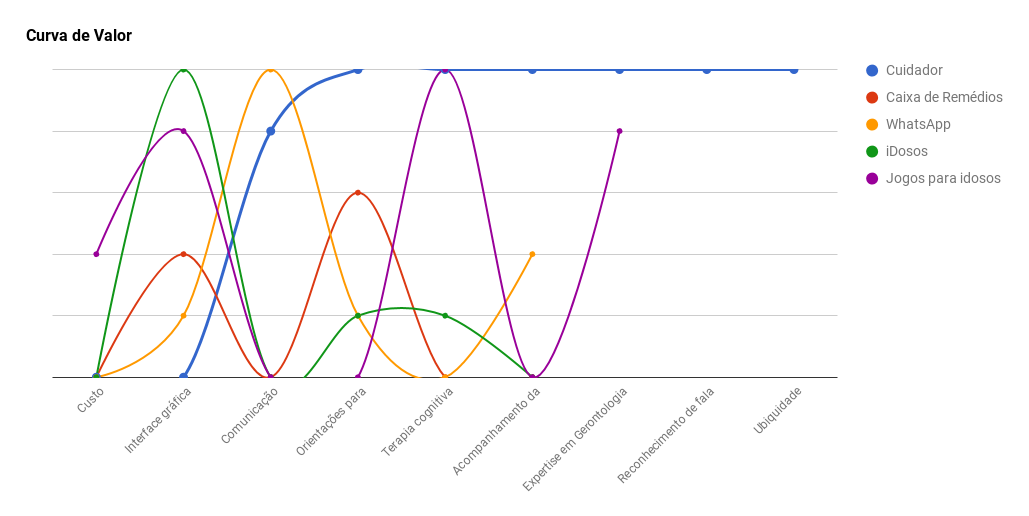 Curva de Valor
Cuidador
Caixa de Remédios
WhatsApp
iDosos
Jogos para idosos
Custo
Interface gráfica
Comunicação
Orientações para
Terapia cognitiva
Acompanhamento da
Expertise em Gerontologia
Reconhecimento de fala
Ubiquidade